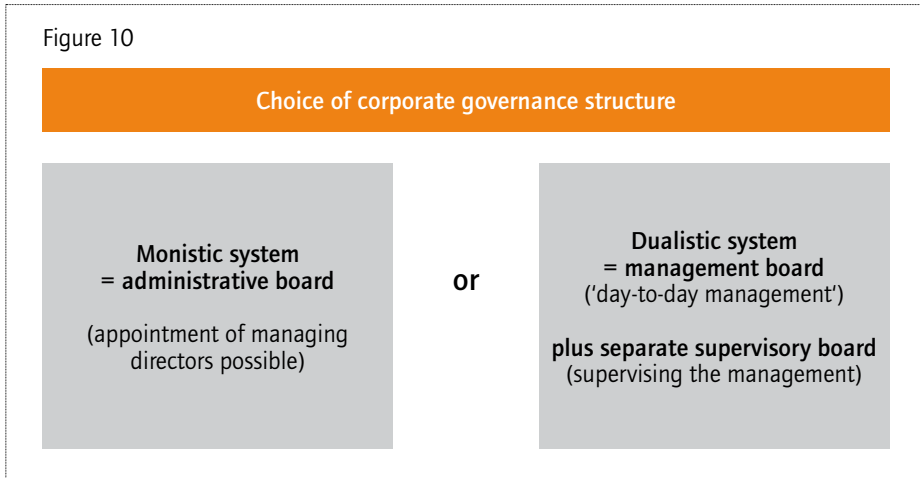 Figure 10
Choice of corporate governance structure
Monistic system
= administrative board
(appointment of managing
directors possible)
or
Dualistic system
= management board
(‘day-to-day management‘)
plus separate supervisory board
(supervising the management)